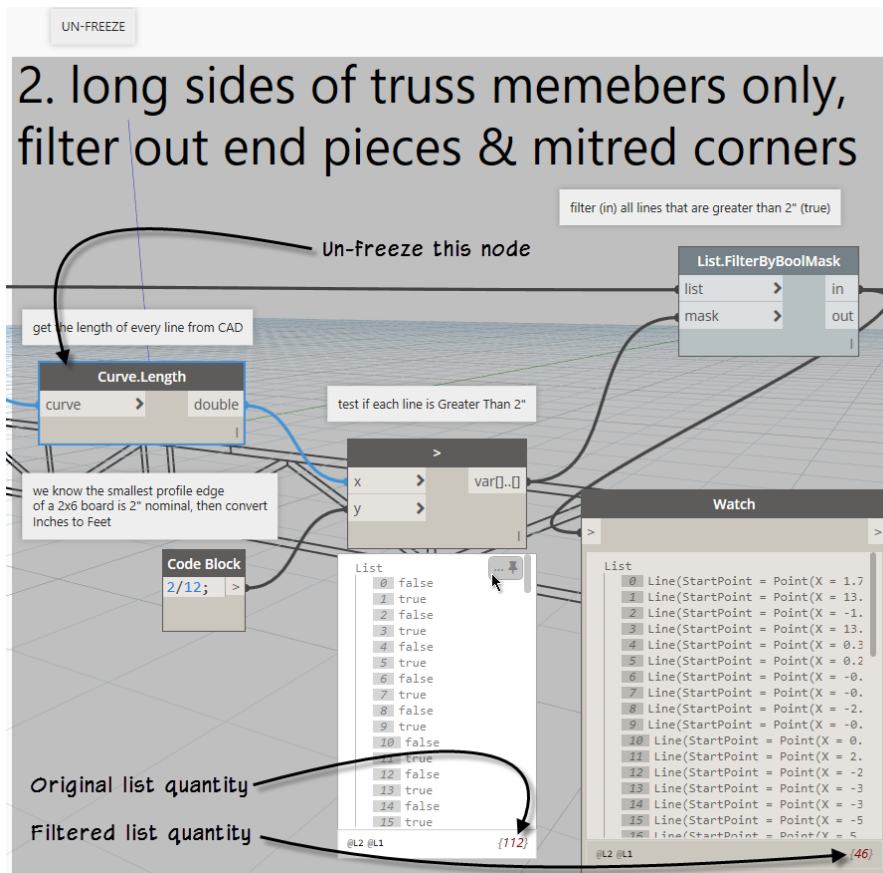 UN-FREEZE
2. long sides of truss memebers only,
filter out end pieces & mitred corners
filter (in) all lines that are greater than 2" (true)
Un-freeze this node
List.FilterByBoolMask
list > in
mask > out
l
get the length of every line from CAD
Curve.Length
curve > double
l
test if each line is Greater Than 2"
>
x > var[]..[]
y >
l
we know the smallest profile edge
of a 2x6 board is 2" nominal, then convert
Inches to Feet
Code Block
2/12; >
Watch
> >
List
0 false
1 true
2 false
3 true
4 false
5 true
6 false
7 true
8 false
9 true
10 false
11 true
12 false
13 true
14 false
15 true
@L2 @L1 {112}
List
0 Line(StartPoint = Point(X = 1.7
1 Line(StartPoint = Point(X = 13.
2 Line(StartPoint = Point(X = -1.
3 Line(StartPoint = Point(X = 13.
4 Line(StartPoint = Point(X = 0.3
5 Line(StartPoint = Point(X = 0.2
6 Line(StartPoint = Point(X = -0.
7 Line(StartPoint = Point(X = -0.
8 Line(StartPoint = Point(X = -2.
9 Line(StartPoint = Point(X = -0.
10 Line(StartPoint = Point(X = 0.
11 Line(StartPoint = Point(X = 2.
12 Line(StartPoint = Point(X = -2
13 Line(StartPoint = Point(X = -3
14 Line(StartPoint = Point(X = -3
15 Line(StartPoint = Point(X = -5
16 Line(StartPoint = Point(X = 5
@L2 @L1 {46}
Original list quantity
Filtered list quantity